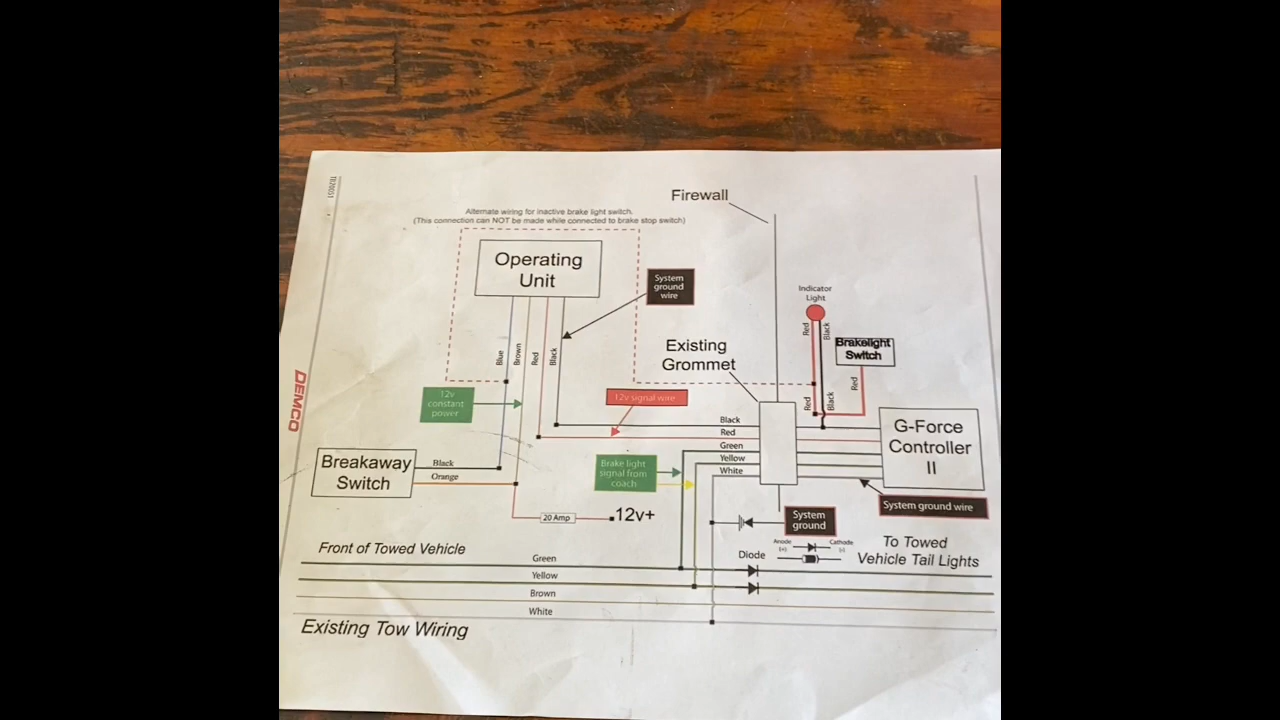 TB20051
Firewall
Alternate wiring for inactive brake light switch.
(This connection can NOT be made while connected to brake stop switch)
Operating
Unit
System
ground
wire
Indicator
Light
Red
Black
Brakelight
Switch
Existing
Grommet
Blue
Brown
Red
Black
Red
Black
Red
DEMCO
12v
constant
power
12v signal wire
Black
Red
Green
Yellow
White
G-Force
Controller
II
Breakaway
Switch
Black
Orange
Brake light
signal from
coach
20 Amp
12v+
System
ground
System ground wire
Anode
(+)
Cathode
(-)
Diode
To Towed
Vehicle Tail Lights
Front of Towed Vehicle
Green
Yellow
Brown
White
Existing Tow Wiring